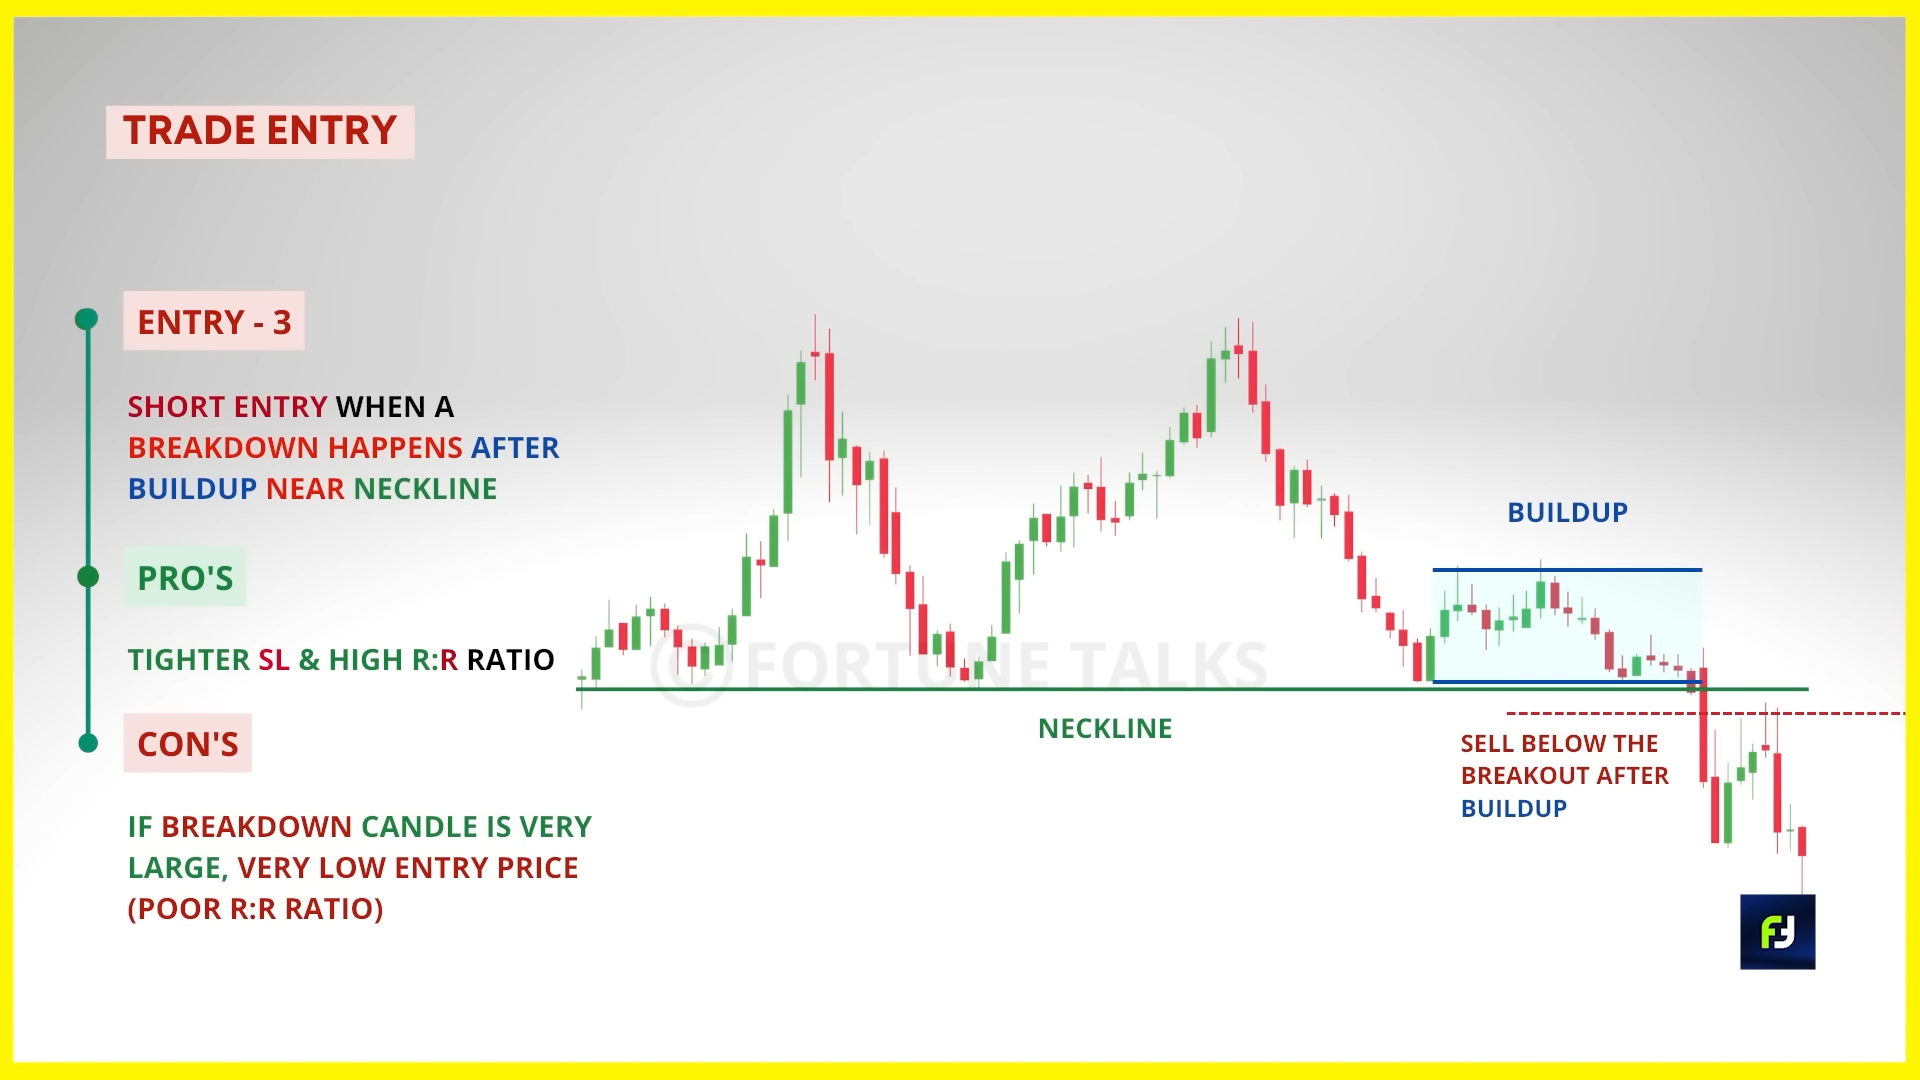 TRADE ENTRY
ENTRY - 3
SHORT ENTRY WHEN A
BREAKDOWN HAPPENS AFTER
BUILDUP NEAR NECKLINE
PRO'S
TIGHTER SL & HIGH R:R RATIO
CON'S
IF BREAKDOWN CANDLE IS VERY
LARGE, VERY LOW ENTRY PRICE
(POOR R:R RATIO)
BUILDUP
© FORTUNE TALKS
NECKLINE
SELL BELOW THE
BREAKOUT AFTER
BUILDUP